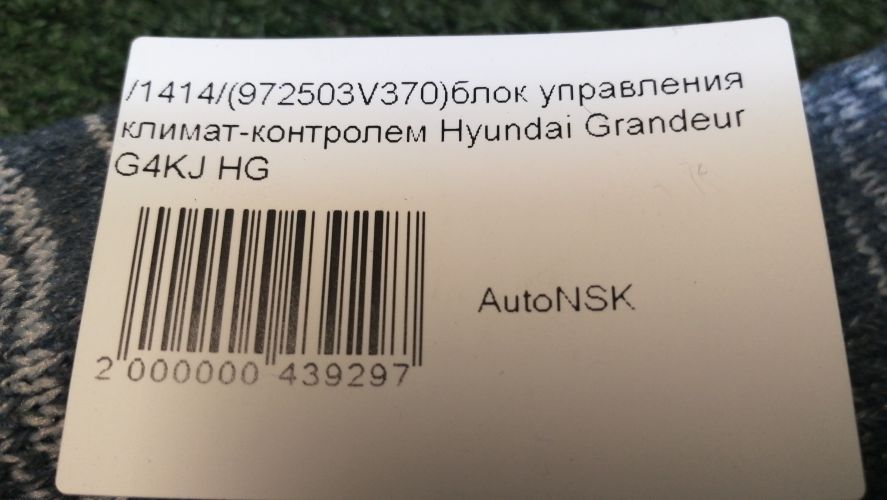 /1414/(972503V370)блок управления
климат-контролем Hyundai Grandeur
G4KJ HG
AutoNSK
2 000000 439297